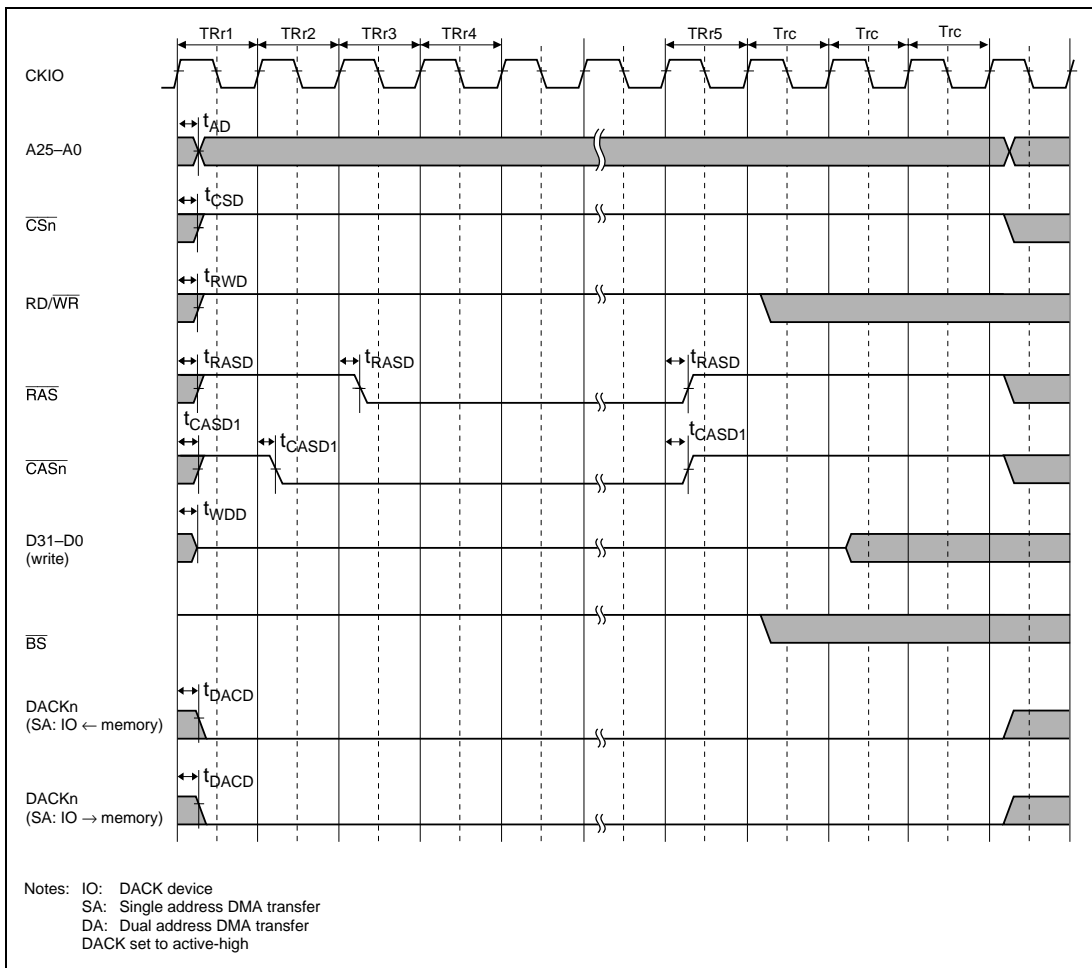 TRr1 TRr2 TRr3 TRr4 TRr5 Trc Trc Trc
CKIO
tAD
A25–A0
tCSD
CSn
tRWD
RD/WR
tRASD tRASD tRASD
RAS
tCASD1 tCASD1 tCASD1
CASn
tWDD
D31–D0
(write)
BS
tDACD
DACKn
(SA: IO ← memory)
tDACD
DACKn
(SA: IO → memory)
Notes: IO: DACK device
SA: Single address DMA transfer
DA: Dual address DMA transfer
DACK set to active-high